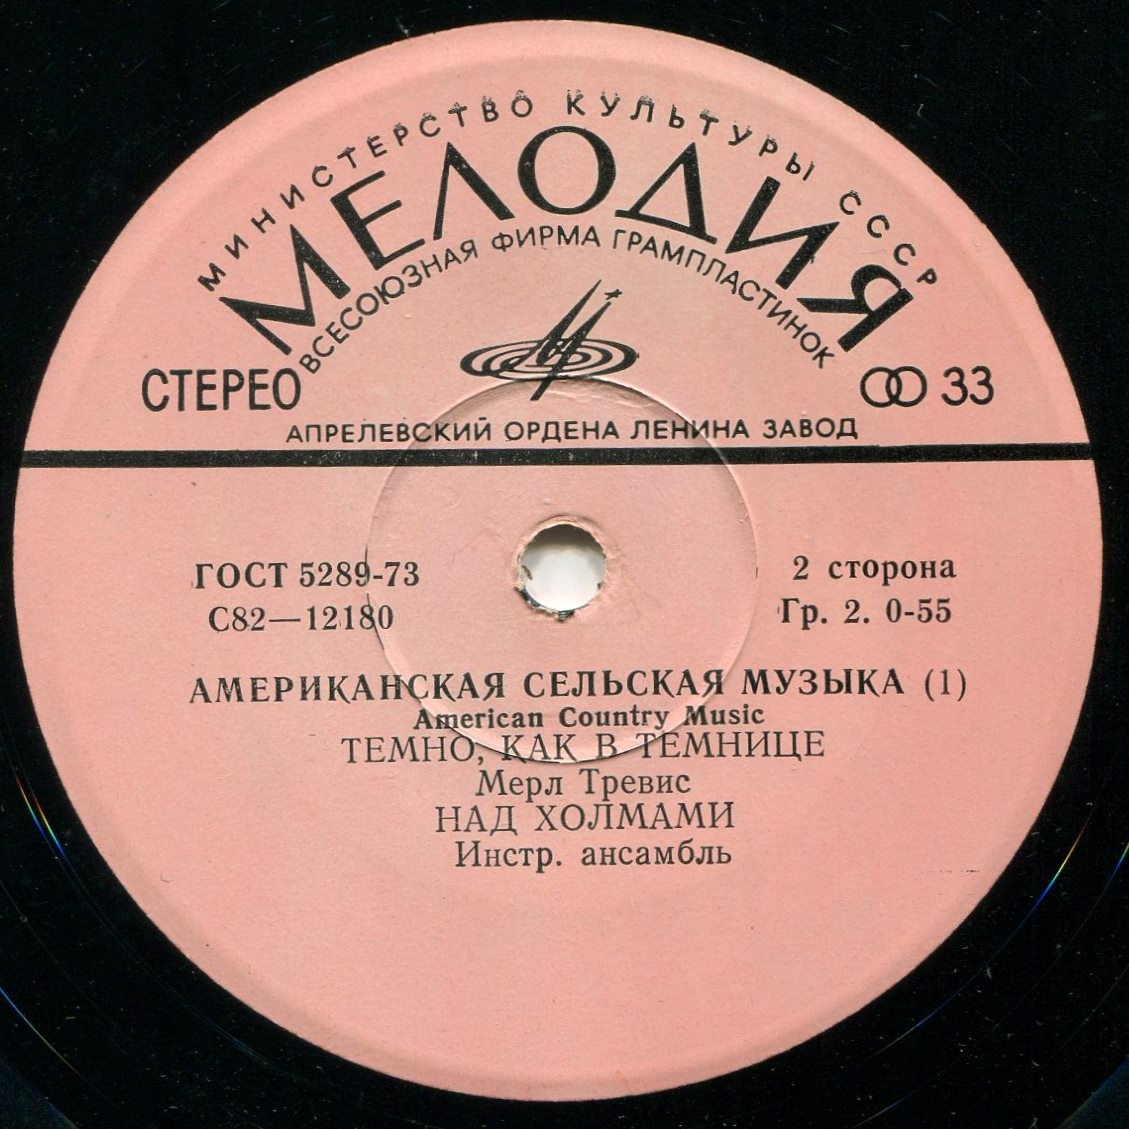 МИНИСТЕРСТВО КУЛЬТУРЫ СССР
МЕЛОДИЯ
ВСЕСОЮЗНАЯ ФИРМА ГРАМПЛАСТИНОК
СТЕРЕО
33
АПРЕЛЕВСКИЙ ОРДЕНА ЛЕНИНА ЗАВОД
ГОСТ 5289-73
2 сторона
С82—12180
Гр. 2. 0-55
АМЕРИКАНСКАЯ СЕЛЬСКАЯ МУЗЫКА (1)
American Country Music
ТЕМНО, КАК В ТЕМНИЦЕ
Мерл Тревис
НАД ХОЛМАМИ
Инстр. ансамбль